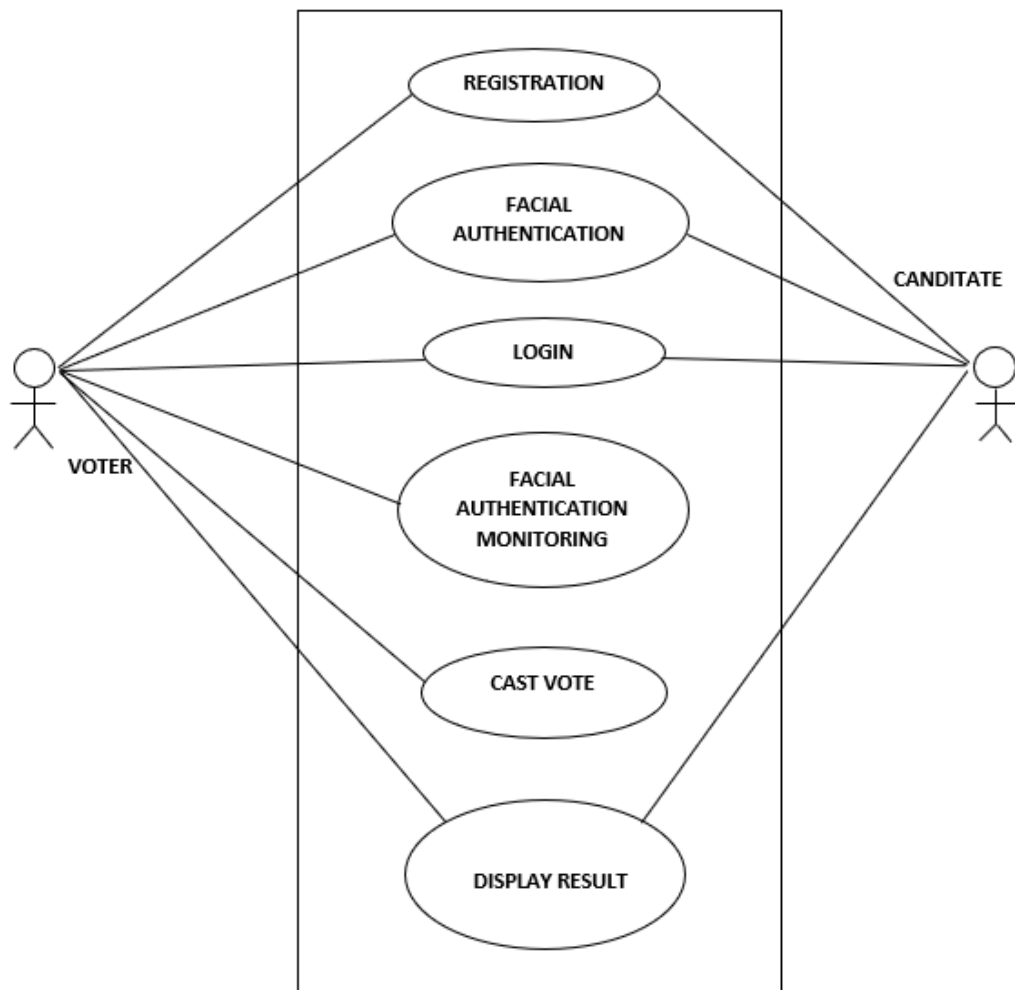 REGISTRATION
FACIAL
AUTHENTICATION
CANDITATE
LOGIN
VOTER
FACIAL
AUTHENTICATION
MONITORING
CAST VOTE
DISPLAY RESULT